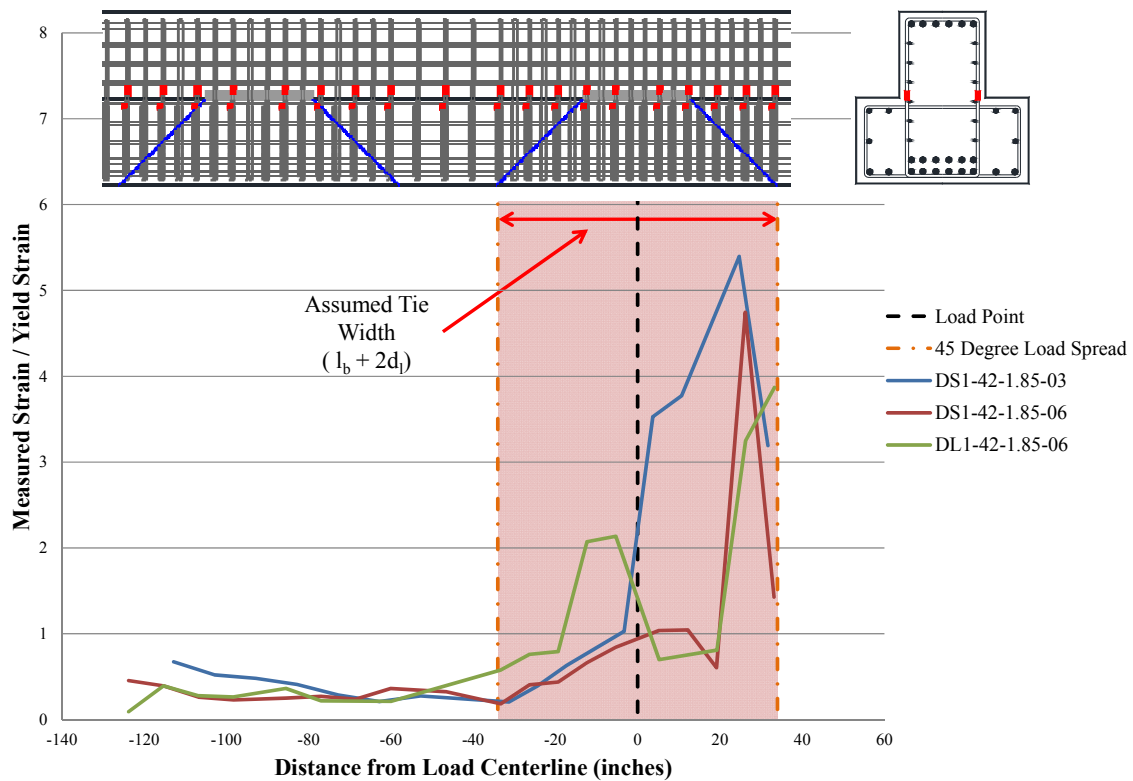 8
7
6
5
4
3
2
1
0
Measured Strain / Yield Strain
Assumed Tie
Width
( l_b + 2d_l)
Load Point
45 Degree Load Spread
DS1-42-1.85-03
DS1-42-1.85-06
DL1-42-1.85-06
-140 -120 -100 -80 -60 -40 -20 0 20 40 60
Distance from Load Centerline (inches)